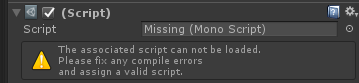 (Script)
Script Missing (Mono Script)
The associated script can not be loaded.
Please fix any compile errors
and assign a valid script.